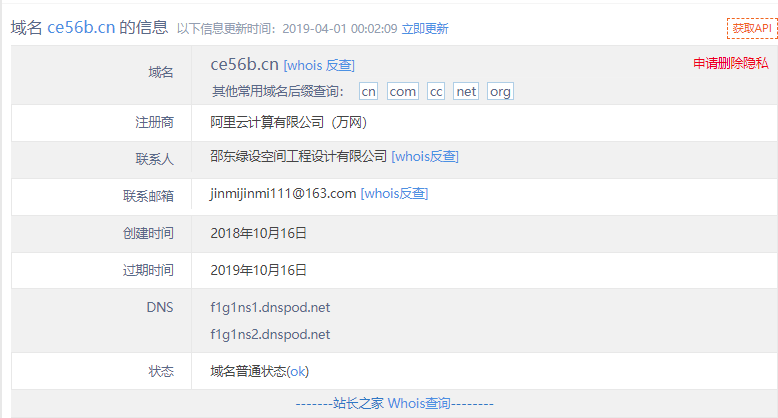 域名 ce56b.cn 的信息 以下信息更新时间：2019-04-01 00:02:09 立即更新 获取API
域名 ce56b.cn [whois 反查] 申请删除隐私
其他常用域名后缀查询： cn com cc net org
注册商 阿里云计算有限公司（万网）
联系人 邵东绿设空间工程设计有限公司 [whois反查]
联系邮箱 jinmijinmi111@163.com [whois反查]
创建时间 2018年10月16日
过期时间 2019年10月16日
DNS f1g1ns1.dnspod.net
f1g1ns2.dnspod.net
状态 域名普通状态(ok)
-------站长之家 Whois查询--------